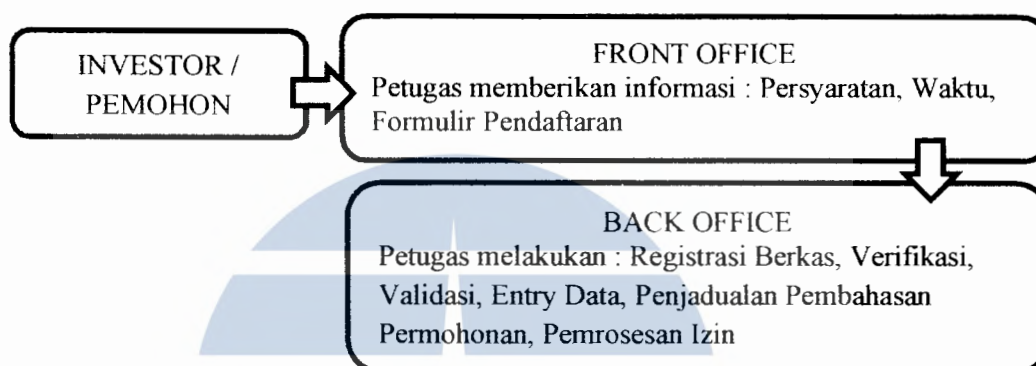 INVESTOR /
PEMOHON
FRONT OFFICE
Petugas memberikan informasi : Persyaratan, Waktu,
Formulir Pendaftaran
BACK OFFICE
Petugas melakukan : Registrasi Berkas, Verifikasi,
Validasi, Entry Data, Penjadualan Pembahasan
Permohonan, Pemrosesan Izin